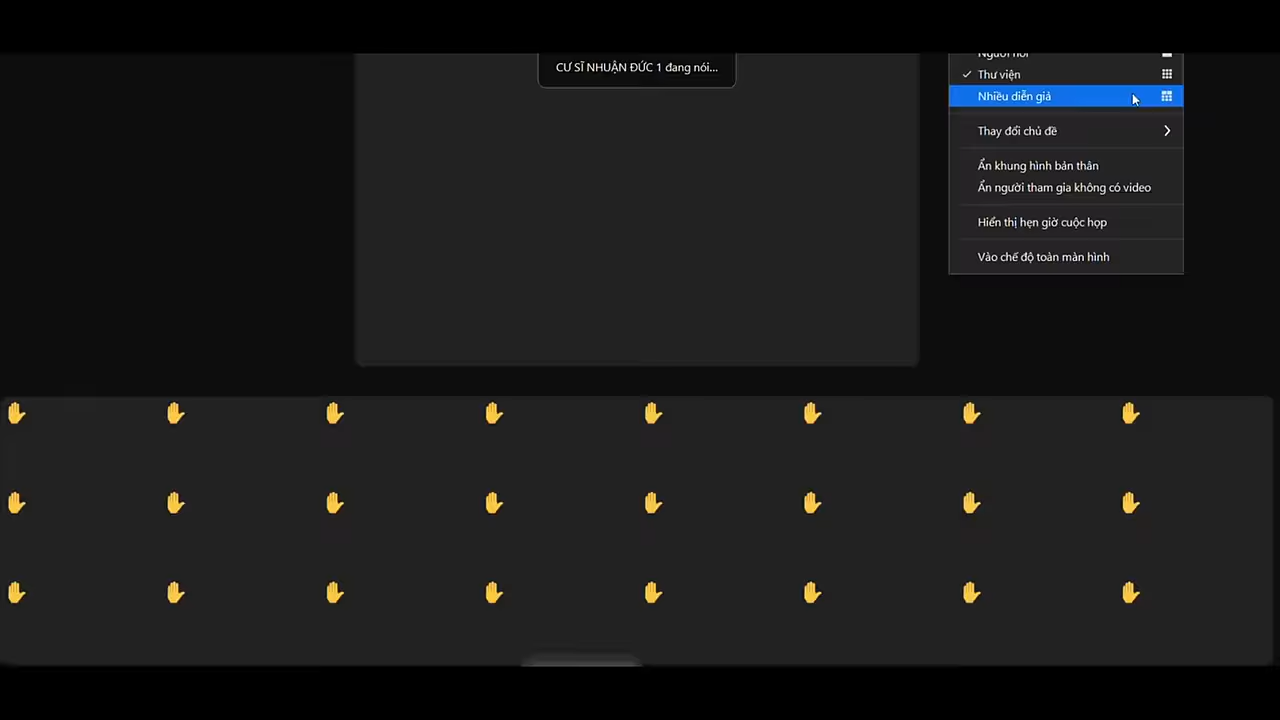 CƯ SĨ NHUẬN ĐỨC 1 đang nói...
Người nói
Thư viện
Nhiều diễn giả
Thay đổi chủ đề
Ẩn khung hình bản thân
Ẩn người tham gia không có video
Hiển thị hẹn giờ cuộc họp
Vào chế độ toàn màn hình